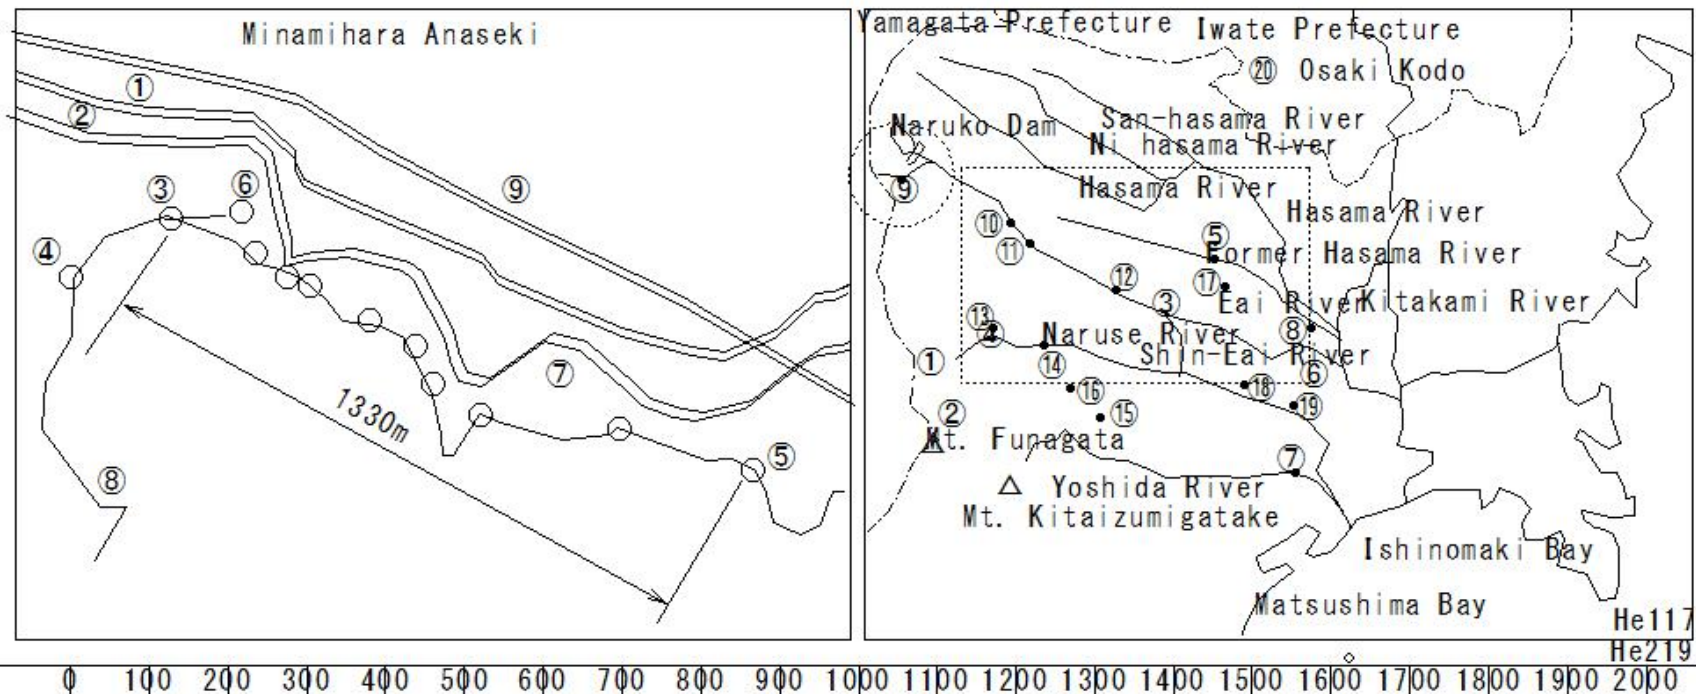 Minamihara Anaseki
①
②
③
⑥
⑨
④
⑦
1330m
⑤
⑧
Yamagata Prefecture
Iwate Prefecture
⑳ Osaki Kodo
Naruko Dam
San-hasama River
Ni hasama River
⑨
Hasama River
Hasama River
⑩
⑪
⑤
Former Hasama River
⑫
⑰
③
Eai River
Kitakami River
⑬
④
Naruse River
⑧
①
⑭
Shin-Eai River
⑯
⑱
⑥
②
⑮
⑲
Mt. Funagata
⑦
Yoshida River
Mt. Kitaizumigatake
Ishinomaki Bay
Matsushima Bay
He117
He219
0 100 200 300 400 500 600 700 800 900 1000 1100 1200 1300 1400 1500 1600 1700 1800 1900 2000